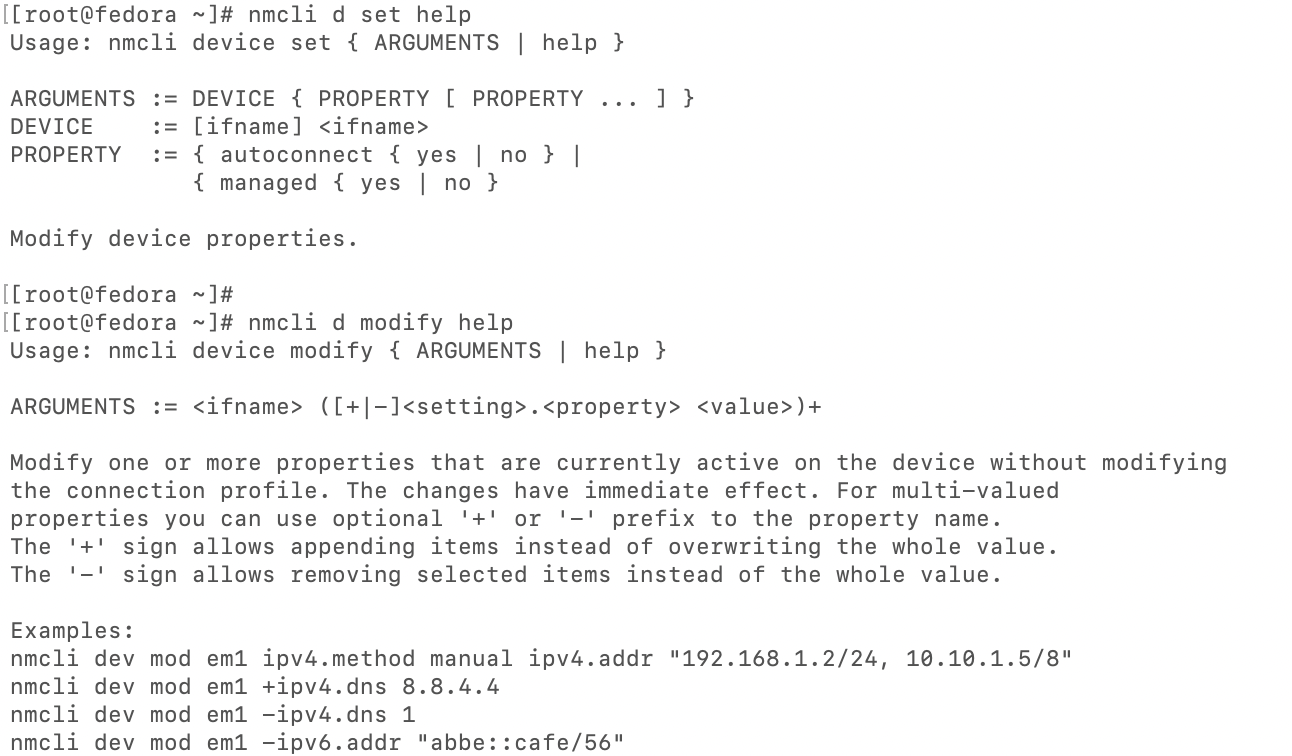 [[root@fedora ~]# nmcli d set help
Usage: nmcli device set { ARGUMENTS | help }

ARGUMENTS := DEVICE { PROPERTY [ PROPERTY ... ] }
DEVICE    := [ifname] <ifname>
PROPERTY  := { autoconnect { yes | no } |
             { managed { yes | no }

Modify device properties.

[[root@fedora ~]#
[[root@fedora ~]# nmcli d modify help
Usage: nmcli device modify { ARGUMENTS | help }

ARGUMENTS := <ifname> ([+|-]<setting>.<property> <value>)+

Modify one or more properties that are currently active on the device without modifying
the connection profile. The changes have immediate effect. For multi-valued
properties you can use optional '+' or '-' prefix to the property name.
The '+' sign allows appending items instead of overwriting the whole value.
The '-' sign allows removing selected items instead of the whole value.

Examples:
nmcli dev mod em1 ipv4.method manual ipv4.addr "192.168.1.2/24, 10.10.1.5/8"
nmcli dev mod em1 +ipv4.dns 8.8.4.4
nmcli dev mod em1 -ipv4.dns 1
nmcli dev mod em1 -ipv6.addr "abbe::cafe/56"